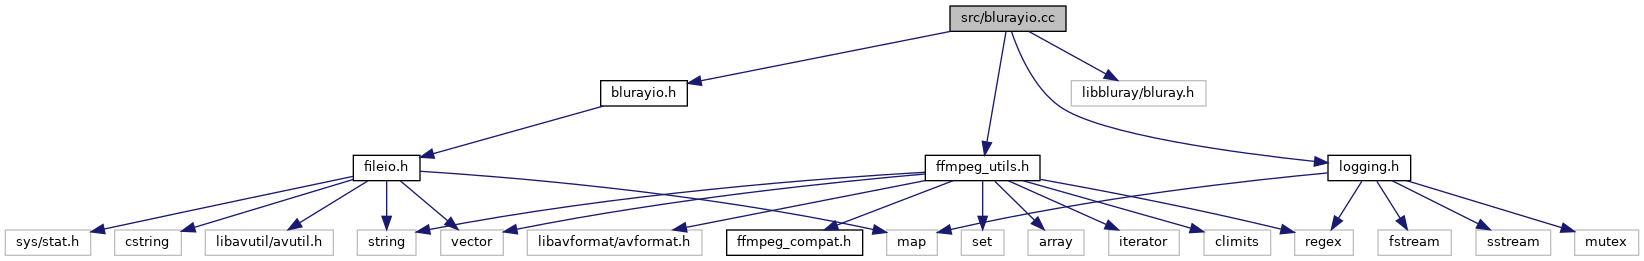 src/blurayio.cc
blurayio.h
libbluray/bluray.h
fileio.h
ffmpeg_utils.h
logging.h
sys/stat.h
cstring
libavutil/avutil.h
string
vector
libavformat/avformat.h
ffmpeg_compat.h
map
set
array
iterator
climits
regex
fstream
sstream
mutex